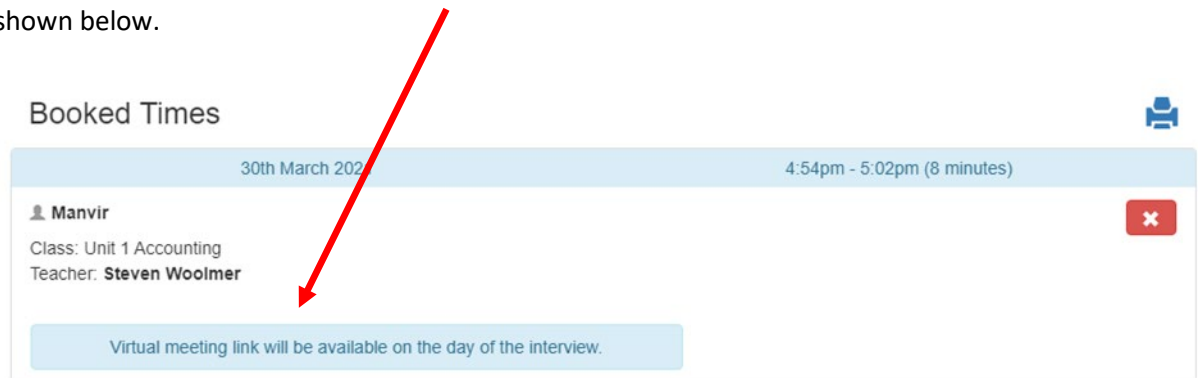 shown below.
Booked Times
30th March 202
4:54pm - 5:02pm (8 minutes)
Manvir
Class: Unit 1 Accounting
Teacher: Steven Woolmer
Virtual meeting link will be available on the day of the interview.